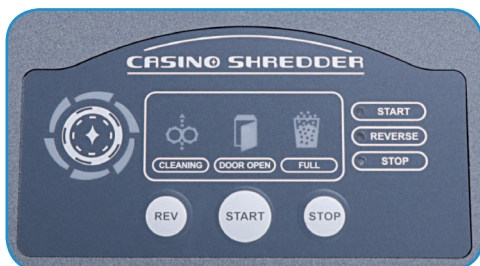 CASINO SHREDDER
START
REVERSE
CLEANING DOOR OPEN FULL
STOP
REV START STOP